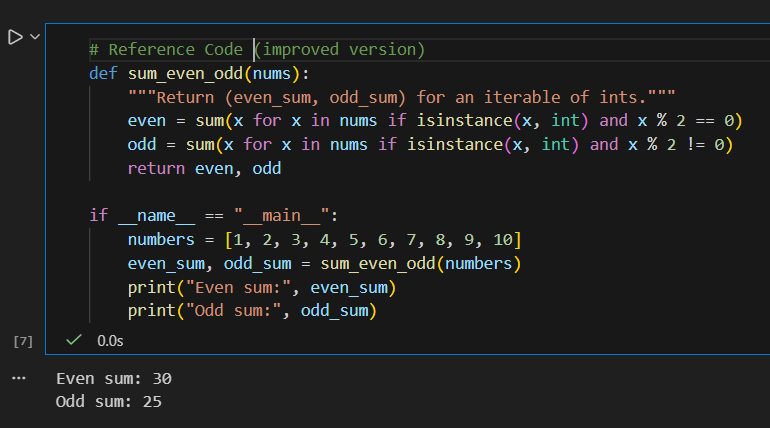 # Reference Code (improved version)
def sum_even_odd(nums):
    """Return (even_sum, odd_sum) for an iterable of ints."""
    even = sum(x for x in nums if isinstance(x, int) and x % 2 == 0)
    odd = sum(x for x in nums if isinstance(x, int) and x % 2 != 0)
    return even, odd

if __name__ == "__main__":
    numbers = [1, 2, 3, 4, 5, 6, 7, 8, 9, 10]
    even_sum, odd_sum = sum_even_odd(numbers)
    print("Even sum:", even_sum)
    print("Odd sum:", odd_sum)
[7] 0.0s
Even sum: 30
Odd sum: 25